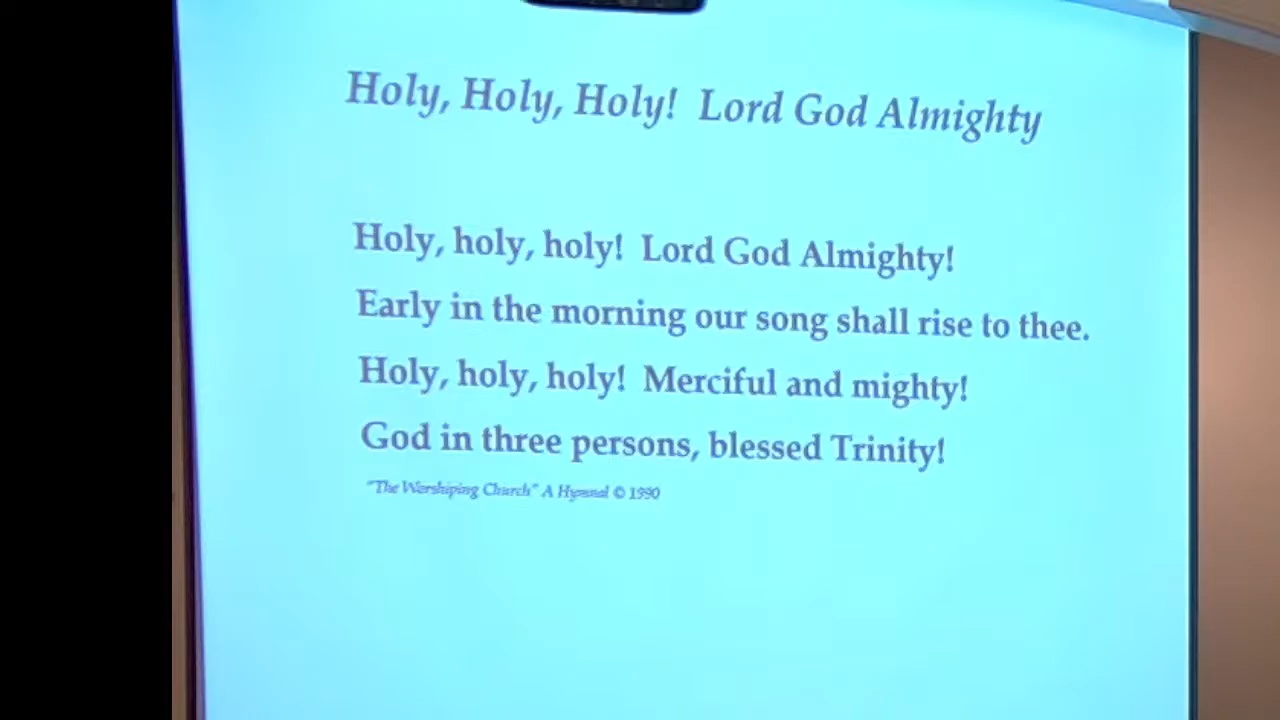 Holy, Holy, Holy! Lord God Almighty
Holy, holy, holy! Lord God Almighty!
Early in the morning our song shall rise to thee.
Holy, holy, holy! Merciful and mighty!
God in three persons, blessed Trinity!
"The Worshiping Church" A Hymnal © 1990